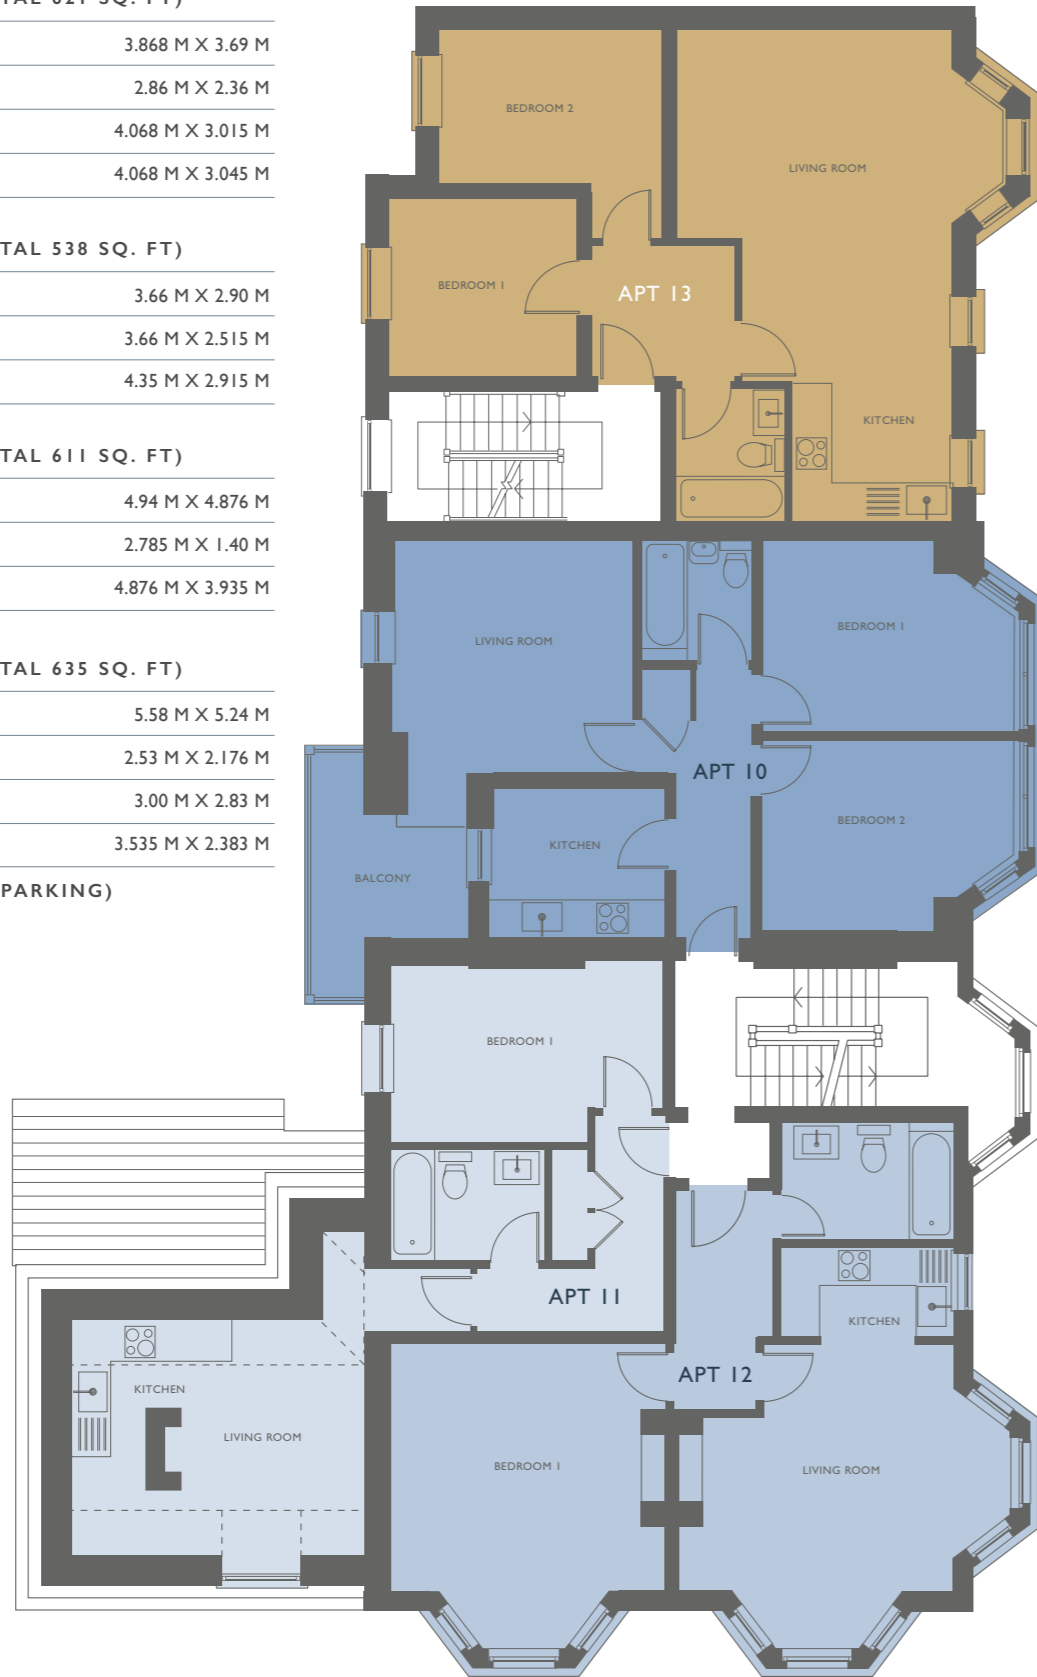 TAL 621 SQ. FT)
3.868 M X 3.69 M
2.86 M X 2.36 M
4.068 M X 3.015 M
4.068 M X 3.045 M
TAL 538 SQ. FT)
3.66 M X 2.90 M
3.66 M X 2.515 M
4.35 M X 2.915 M
TAL 611 SQ. FT)
4.94 M X 4.876 M
2.785 M X 1.40 M
4.876 M X 3.935 M
TAL 635 SQ. FT)
5.58 M X 5.24 M
2.53 M X 2.176 M
3.00 M X 2.83 M
3.535 M X 2.383 M
PARKING)
BEDROOM 2
LIVING ROOM
BEDROOM 1
APT 13
KITCHEN
LIVING ROOM
BEDROOM 1
APT 10
KITCHEN
BEDROOM 2
BALCONY
BEDROOM 1
APT 11
KITCHEN
LIVING ROOM
KITCHEN
APT 12
BEDROOM 1
LIVING ROOM